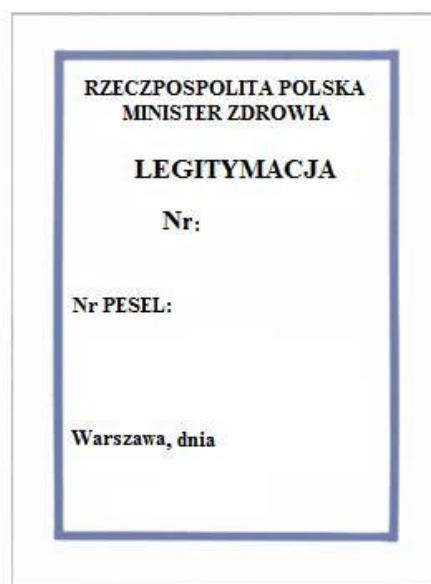 RZECZPOSPOLITA POLSKA
MINISTER ZDROWIA
LEGITYMACJA
Nr:
Nr PESEL:
Warszawa, dnia